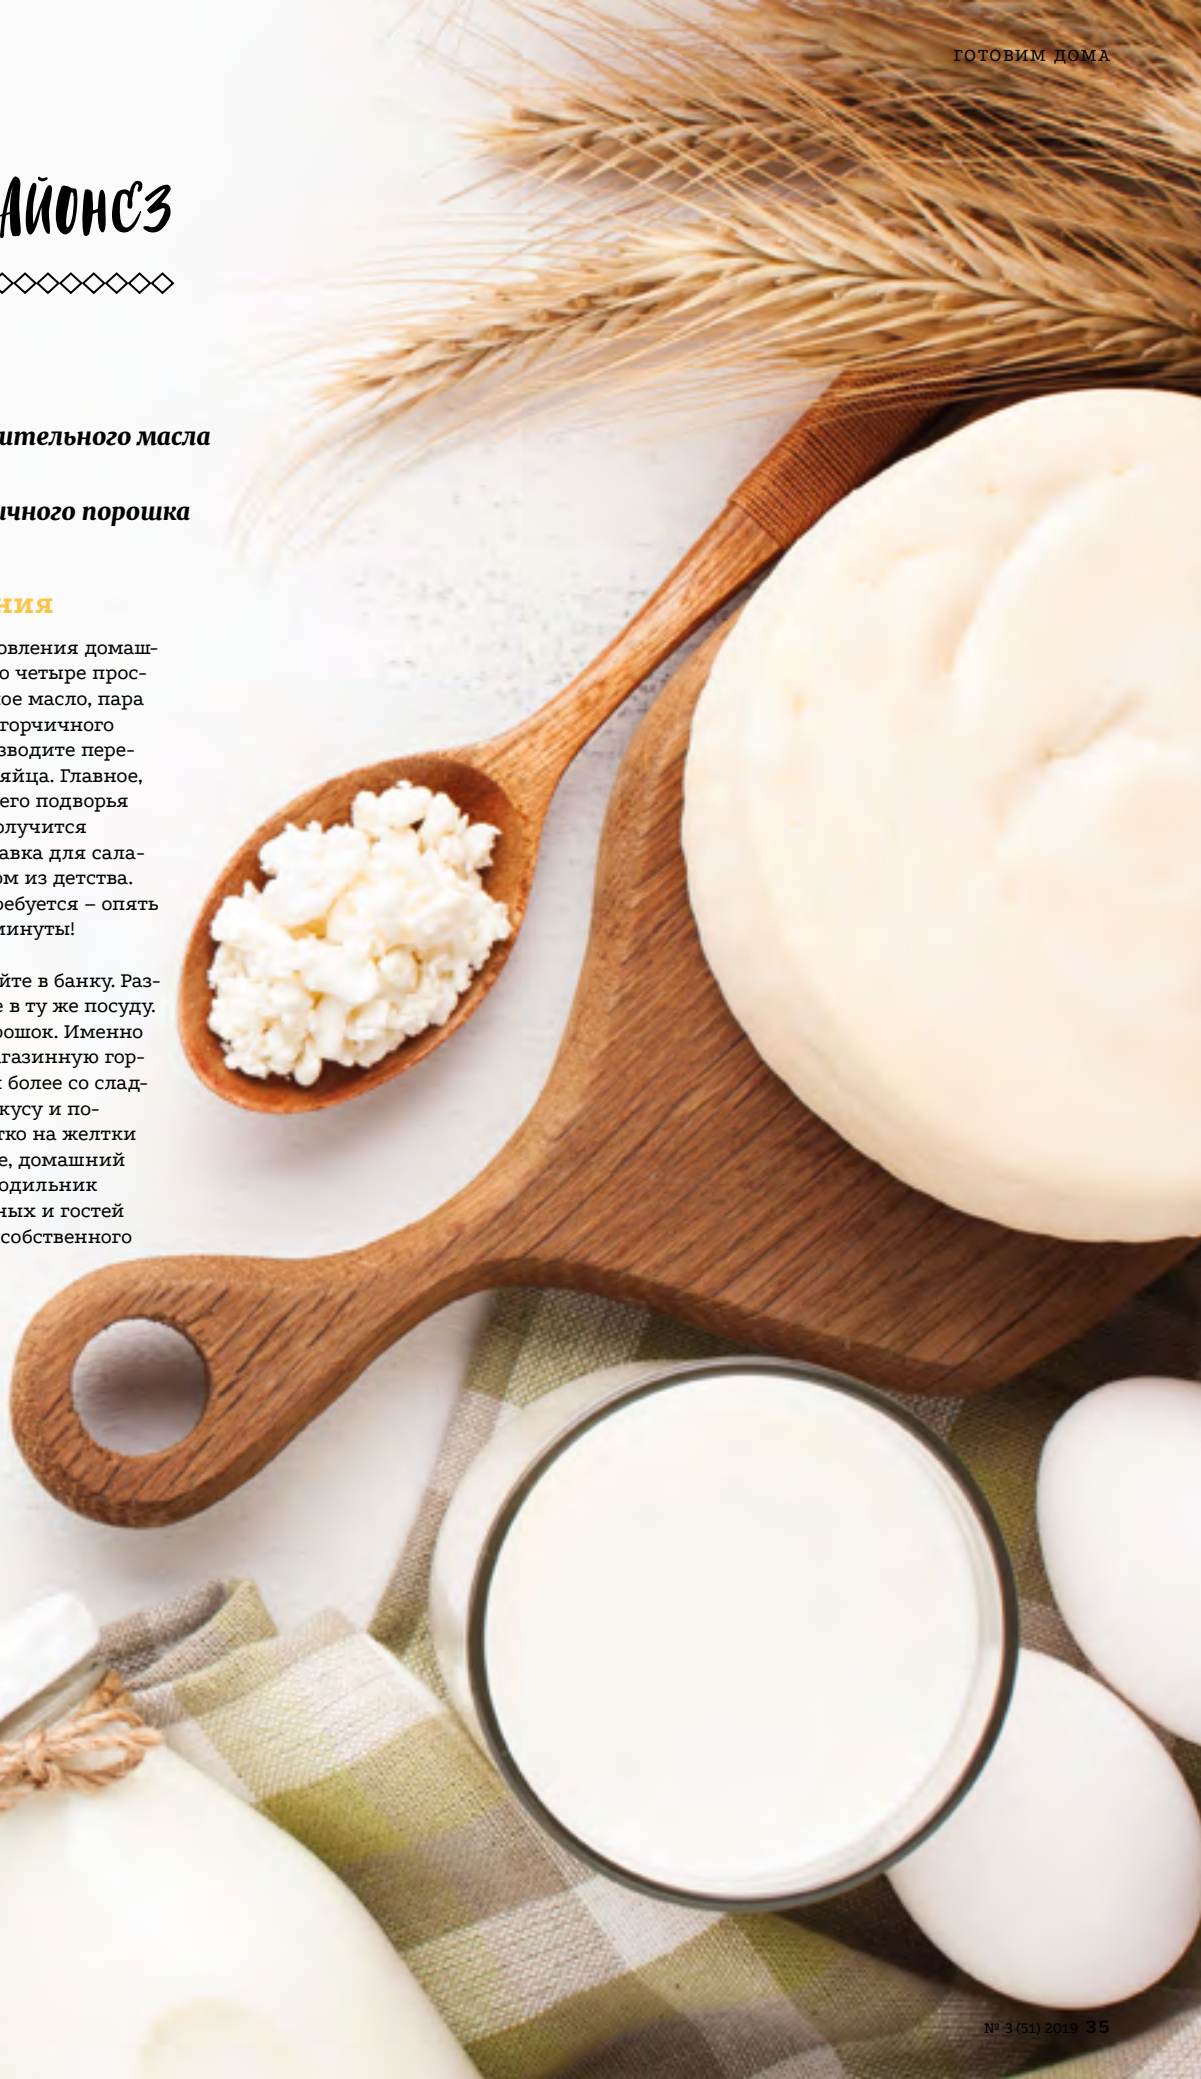 ГОТОВИМ ДОМА
АЙОНЄЗ
ительного масла
ичного порошка
ния
овления домаш-
о четыре прос-
ое масло, пара
горчичного
зводите пере-
яйца. Главное,
его подворья
олучится
авка для сала-
ом из детства.
ребуется – опять
минуты!
йте в банку. Раз-
е в ту же посуду.
рошок. Именно
газинную гор-
более со слад-
кусу и по-
тко на желтки
е, домашний
одильник
ных и гостей
собственного
№ 3 (51) 2019 35